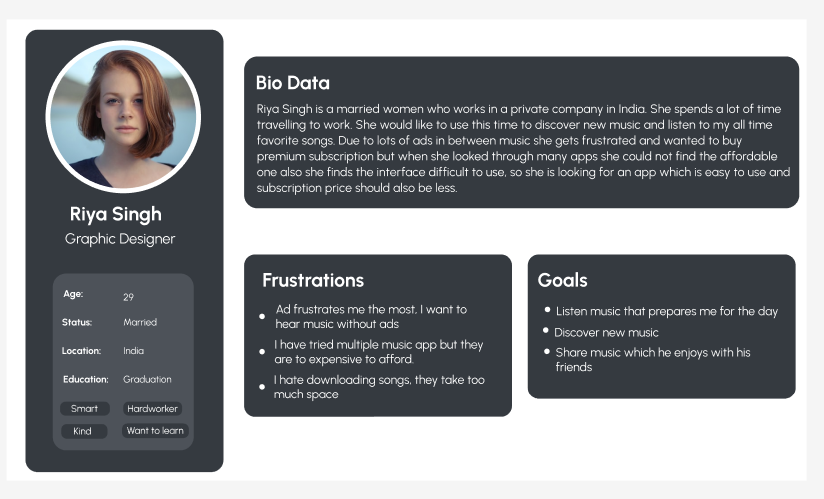 Riya Singh
Graphic Designer
Age: 29
Status: Married
Location: India
Education: Graduation
Smart Hardworker
Kind Want to learn
Bio Data
Riya Singh is a married women who works in a private company in India. She spends a lot of time
travelling to work. She would like to use this time to discover new music and listen to my all time
favorite songs. Due to lots of ads in between music she gets frustrated and wanted to buy
premium subscription but when she looked through many apps she could not find the affordable
one also she finds the interface difficult to use, so she is looking for an app which is easy to use and
subscription price should also be less.
Frustrations
Ad frustrates me the most, I want to
hear music without ads
I have tried multiple music app but they
are to expensive to afford.
I hate downloading songs, they take too
much space
Goals
Listen music that prepares me for the day
Discover new music
Share music which he enjoys with his
friends